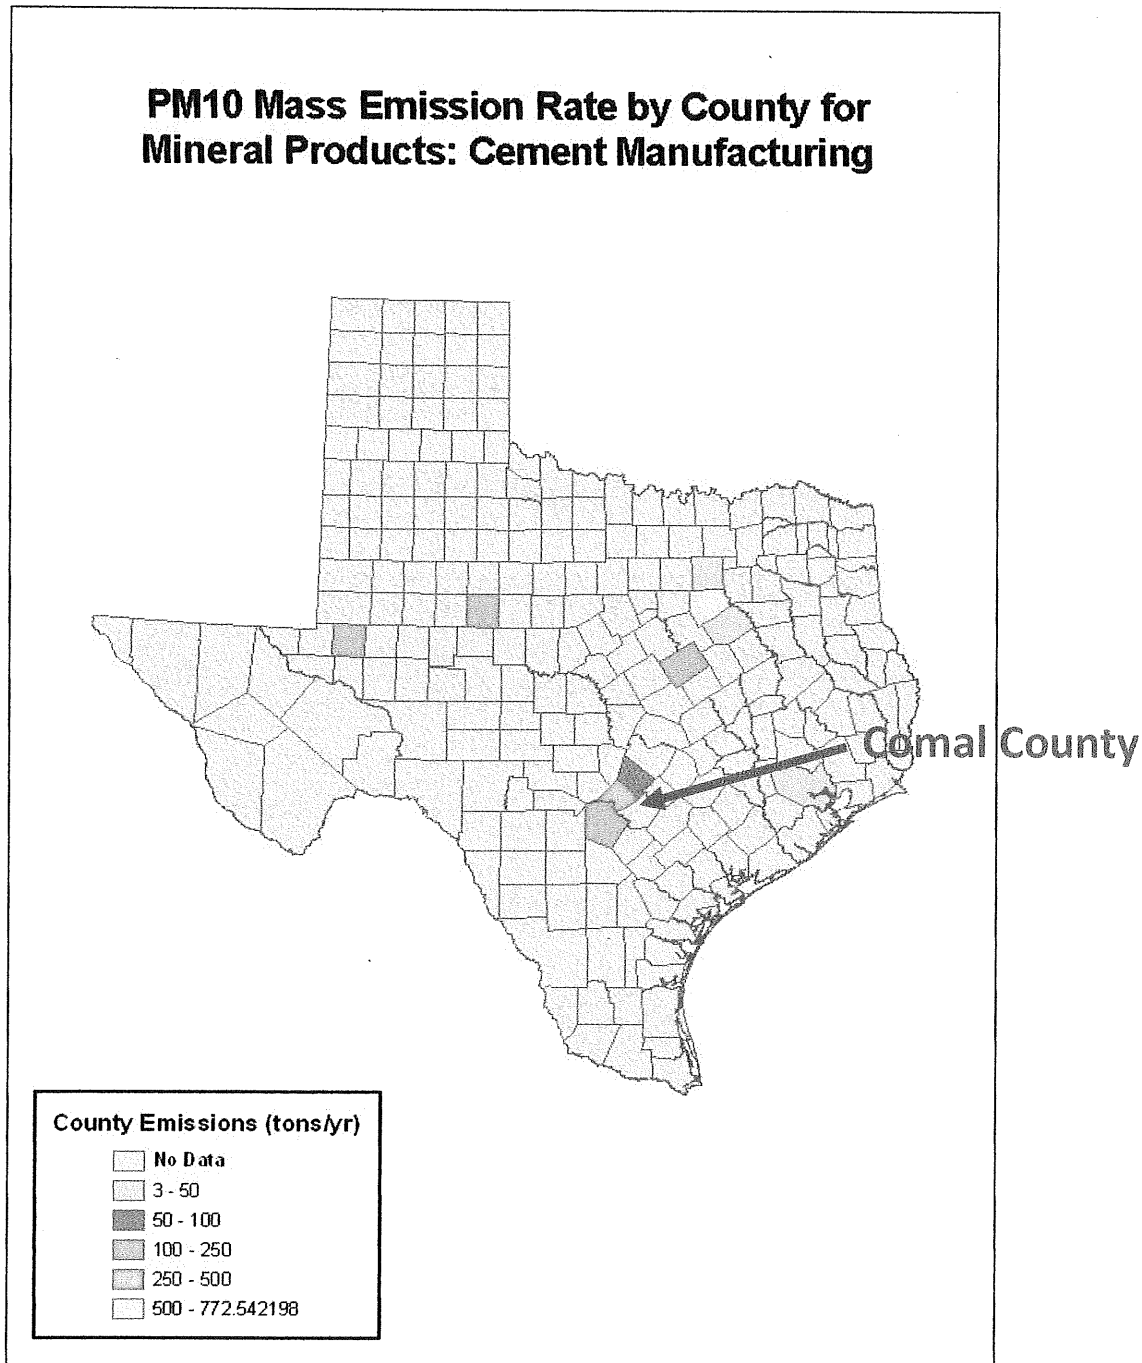 PM10 Mass Emission Rate by County for
Mineral Products: Cement Manufacturing
Comal County
County Emissions (tons/yr)
No Data
3 - 50
50 - 100
100 - 250
250 - 500
500 - 772.542198